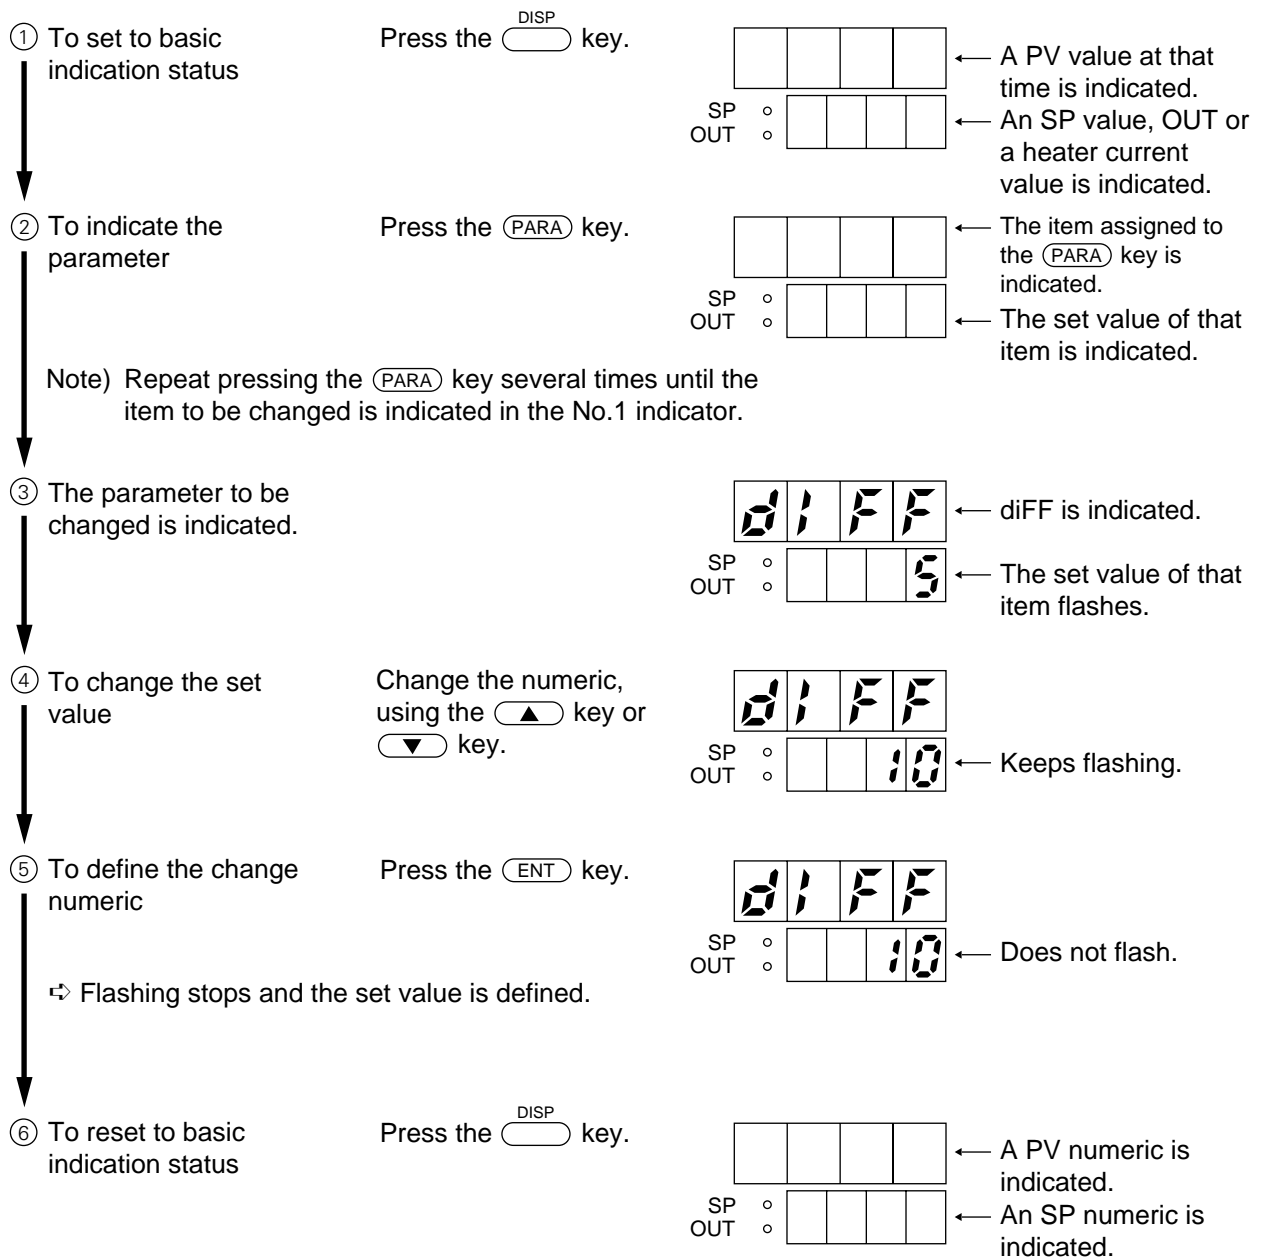 ① To set to basic
indication status
DISP
Press the key.
SP
OUT
A PV value at that
time is indicated.
An SP value, OUT or
a heater current
value is indicated.
② To indicate the
parameter
Press the PARA key.
SP
OUT
The item assigned to
the PARA key is
indicated.
The set value of that
item is indicated.
Note) Repeat pressing the PARA key several times until the
item to be changed is indicated in the No.1 indicator.
③ The parameter to be
changed is indicated.
diFF
SP
OUT
5
diFF is indicated.
The set value of that
item flashes.
④ To change the set
value
Change the numeric,
using the ▲ key or
▼ key.
diFF
SP
OUT
10
Keeps flashing.
⑤ To define the change
numeric
Press the ENT key.
diFF
SP
OUT
10
Does not flash.
➪ Flashing stops and the set value is defined.
⑥ To reset to basic
indication status
DISP
Press the key.
SP
OUT
A PV numeric is
indicated.
An SP numeric is
indicated.